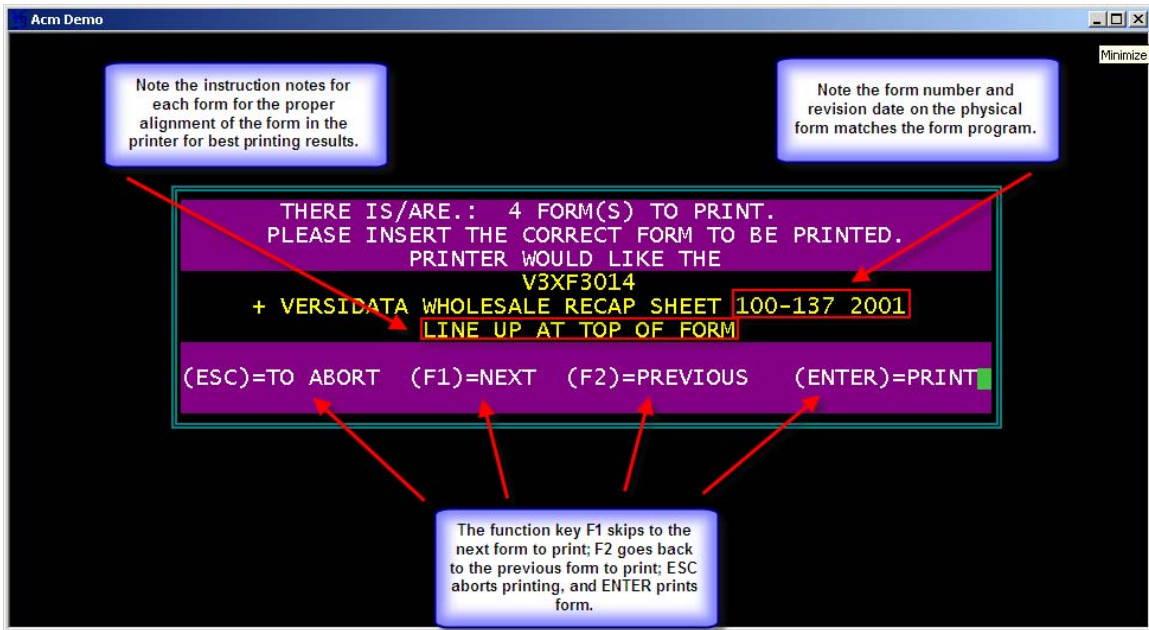 Acm Demo
Minimize
Note the instruction notes for
each form for the proper
alignment of the form in the
printer for best printing results.
Note the form number and
revision date on the physical
form matches the form program.
THERE IS/ARE.: 4 FORM(S) TO PRINT.
PLEASE INSERT THE CORRECT FORM TO BE PRINTED.
PRINTER WOULD LIKE THE
V3XF3014
+ VERSIDATA WHOLESALE RECAP SHEET 100-137 2001
LINE UP AT TOP OF FORM
(ESC)=TO ABORT (F1)=NEXT (F2)=PREVIOUS (ENTER)=PRINT
The function key F1 skips to the
next form to print; F2 goes back
to the previous form to print; ESC
aborts printing, and ENTER prints
form.